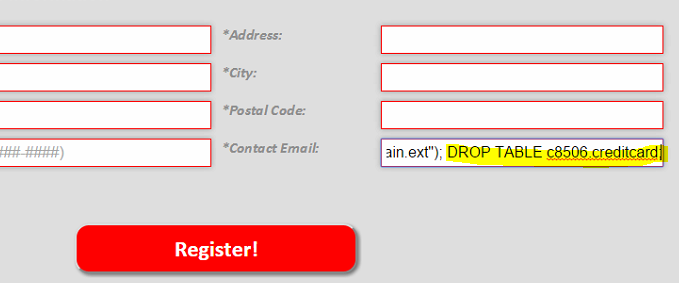 *Address:
*City:
*Postal Code:
###-####) *Contact Email: ain.ext"); DROP TABLE c8506.creditcard;
Register!